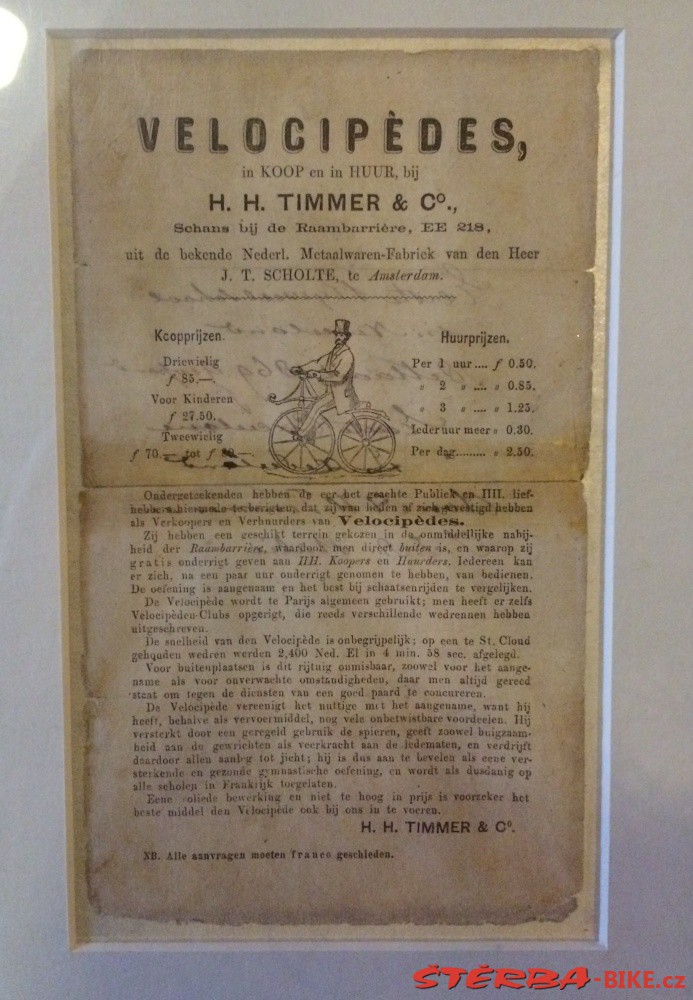 VELOCIPÈDES,
in KOOP en in HUUR, bij
H. H. TIMMER & Co.,
Schans bij de Raambarrière, EE 218,
uit de bekende Nederl. Metaalwaren-Fabriek van den Heer
J. T. SCHOLTE, te Amsterdam.
Koopprijzen.
Driewielig
f 85.—.
Voor Kinderen
f 27.50.
Tweewielig
f 70.— tot f 80.—
Huurprijzen.
Per 1 uur .... f 0.50.
" 2 " .... " 0.85.
" 3 " .... " 1.25.
Ieder uur meer " 0.30.
Per dag......... " 2.50.
Ondergeteekenden hebben de eer het geachte Publiek en HH. lief-
hebbers hiermede te berigten, dat zij van heden af zich gevestigd hebben
als Verkoopers en Verhuurders van Velocipèdes.
Zij hebben een geschikt terrein gekozen in de onmiddellijke nabij-
heid der Raambarrière, waardoor men direct buiten is, en waarop zij
gratis onderrigt geven aan HH. Koopers en Huurders. Iedereen kan
er zich, na een paar uur onderrigt genomen te hebben, van bedienen.
De oefening is aangenaam en het best bij schaatsenrijden te vergelijken.
De Velocipède wordt te Parijs algemeen gebruikt; men heeft er zelfs
Velocipèden-Clubs opgerigt, die reeds verschillende wedrennen hebben
uitgeschreven.
De snelheid van den Velocipède is onbegrijpelijk; op een te St. Cloud
gehouden wedren werden 2,400 Ned. El in 4 min. 58 sec. afgelegd.
Voor buitenplaatsen is dit rijtuig onmisbaar, zoowel voor het aange-
name als voor onverwachte omstandigheden, daar men altijd gereed
staat om tegen de diensten van een goed paard te concureren.
De Velocipède vereenigt het nuttige met het aangename, want hij
heeft, behalve als vervoermiddel, nog vele onbetwistbare voordeelen. Hij
versterkt door een geregeld gebruik de spieren, geeft zoowel buigzaam-
heid aan de gewrichten als veerkracht aan de ledematen, en verdrijft
daardoor allen aanleg tot jicht; hij is dus aan te bevelen als eene ver-
sterkende en gezonde gymnastische oefening, en wordt als dusdanig op
alle scholen in Frankrijk toegelaten.
Eene soliede bewerking en niet te hoog in prijs is voorzeker het
beste middel den Velocipède ook bij ons in te voeren.
H. H. TIMMER & Co.
NB. Alle aanvragen moeten franco geschieden.
ŠTĚRBA-BIKE.cz